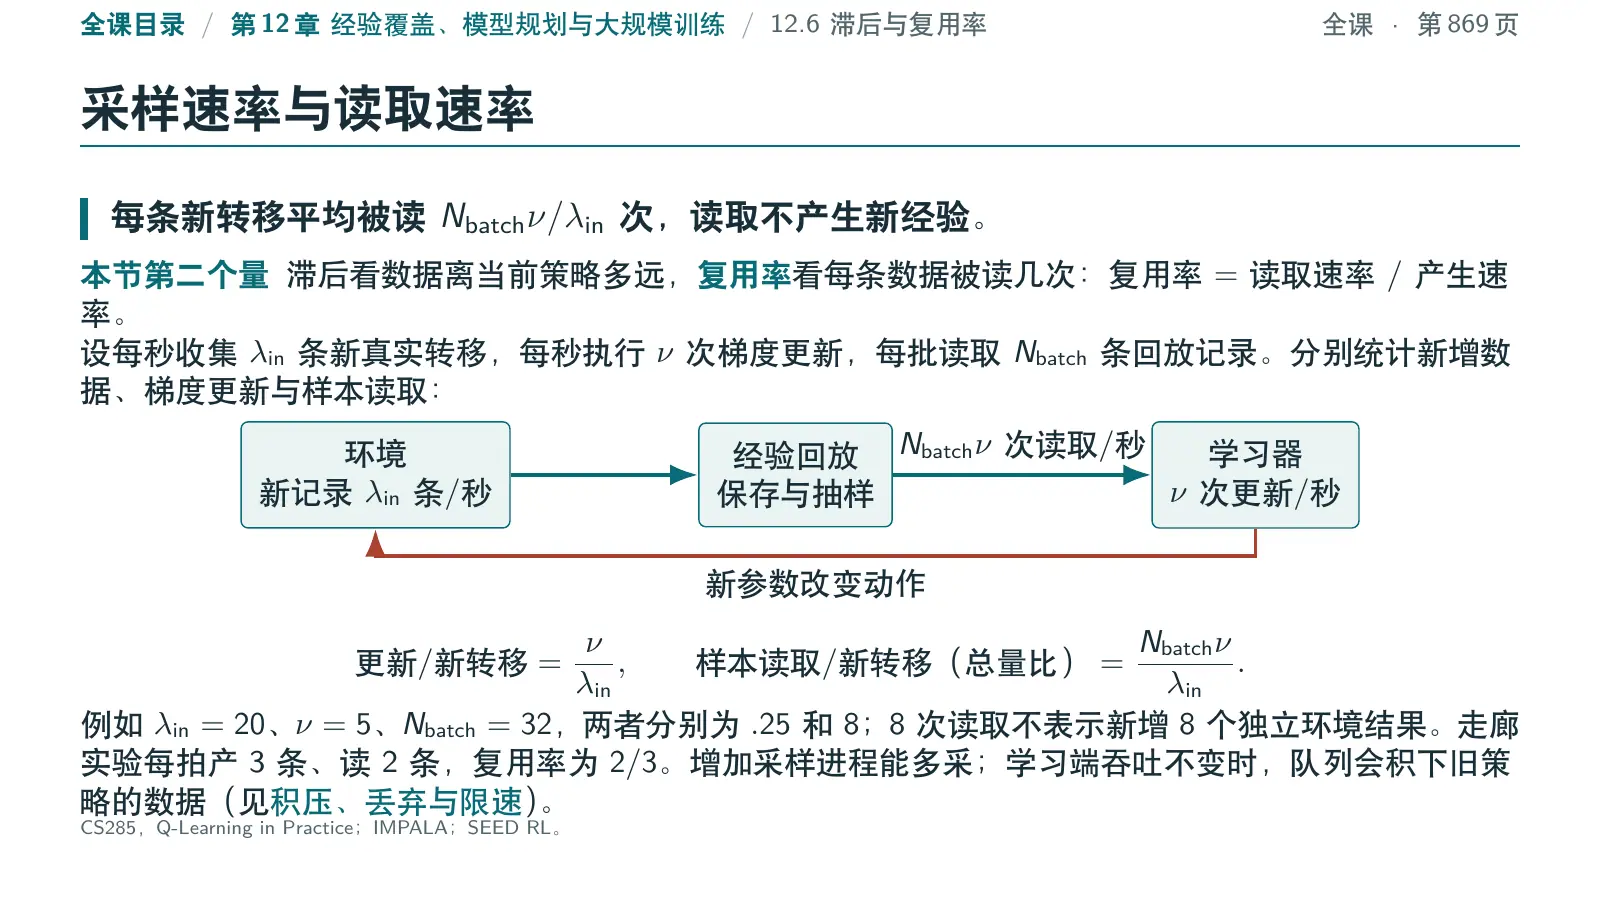 全课目录 / 第 12 章 经验覆盖、模型规划与大规模训练 / 12.6 滞后与复用率 全课 · 第 869 页
采样速率与读取速率
每条新转移平均被读 N_batch ν/λ_in 次，读取不产生新经验。
本节第二个量 滞后看数据离当前策略多远，复用率看每条数据被读几次：复用率 = 读取速率 / 产生速
率。
设每秒收集 λ_in 条新真实转移，每秒执行 ν 次梯度更新，每批读取 N_batch 条回放记录。分别统计新增数
据、梯度更新与样本读取：
环境
新记录 λ_in 条/秒
经验回放
保存与抽样
N_batch ν 次读取/秒
学习器
ν 次更新/秒
新参数改变动作
更新/新转移 = ν/λ_in, 样本读取/新转移（总量比） = N_batch ν/λ_in.
例如 λ_in = 20、ν = 5、N_batch = 32，两者分别为 .25 和 8；8 次读取不表示新增 8 个独立环境结果。走廊
实验每拍产 3 条、读 2 条，复用率为 2/3。增加采样进程能多采；学习端吞吐不变时，队列会积下旧策
略的数据（见积压、丢弃与限速）。
CS285，Q-Learning in Practice；IMPALA；SEED RL。